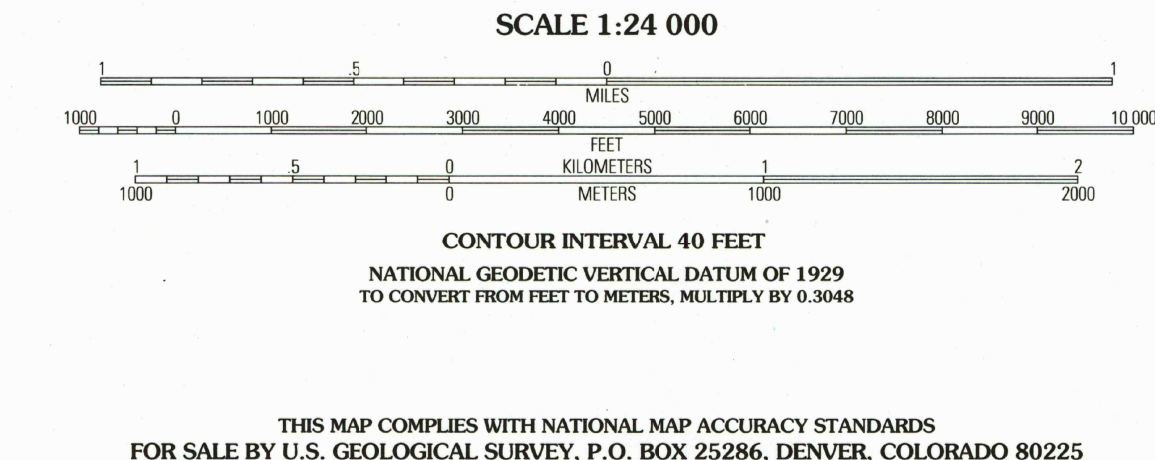 SCALE 1:24 000
1 .5 0 1
MILES
1000 0 1000 2000 3000 4000 5000 6000 7000 8000 9000 10 000
FEET
1 .5 0 KILOMETERS 1 2
1000 0 METERS 1000 2000
CONTOUR INTERVAL 40 FEET
NATIONAL GEODETIC VERTICAL DATUM OF 1929
TO CONVERT FROM FEET TO METERS, MULTIPLY BY 0.3048
THIS MAP COMPLIES WITH NATIONAL MAP ACCURACY STANDARDS
FOR SALE BY U.S. GEOLOGICAL SURVEY, P.O. BOX 25286, DENVER, COLORADO 80225